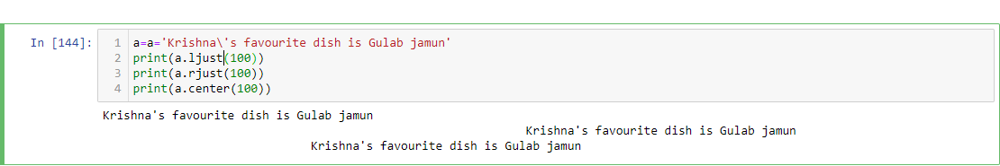 In [144]:
1 a=a='Krishna\'s favourite dish is Gulab jamun'
2 print(a.ljust(100))
3 print(a.rjust(100))
4 print(a.center(100))
Krishna's favourite dish is Gulab jamun
Krishna's favourite dish is Gulab jamun
Krishna's favourite dish is Gulab jamun